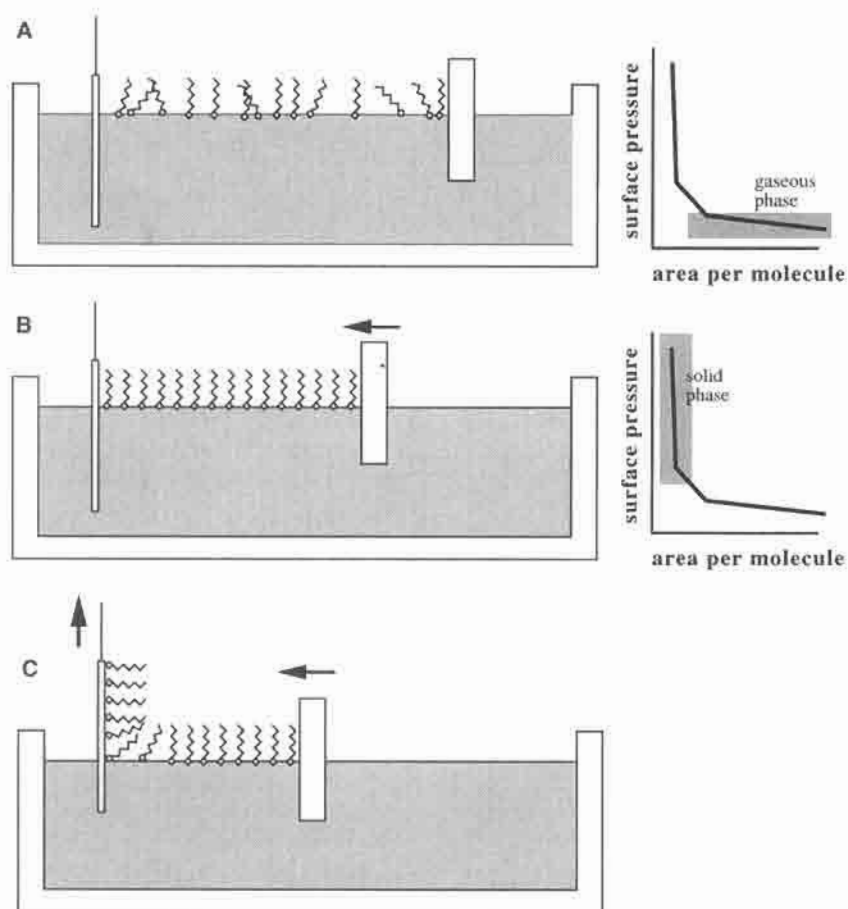 A
surface pressure
gaseous
phase
area per molecule
B
surface pressure
solid
phase
area per molecule
C